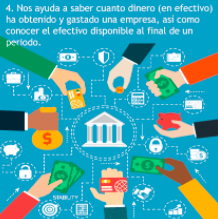 4. Nos ayuda a saber cuanto dinero (en efectivo)
ha obtenido y gastado una empresa, así como
conocer el efectivo disponible al final de un
periodo.